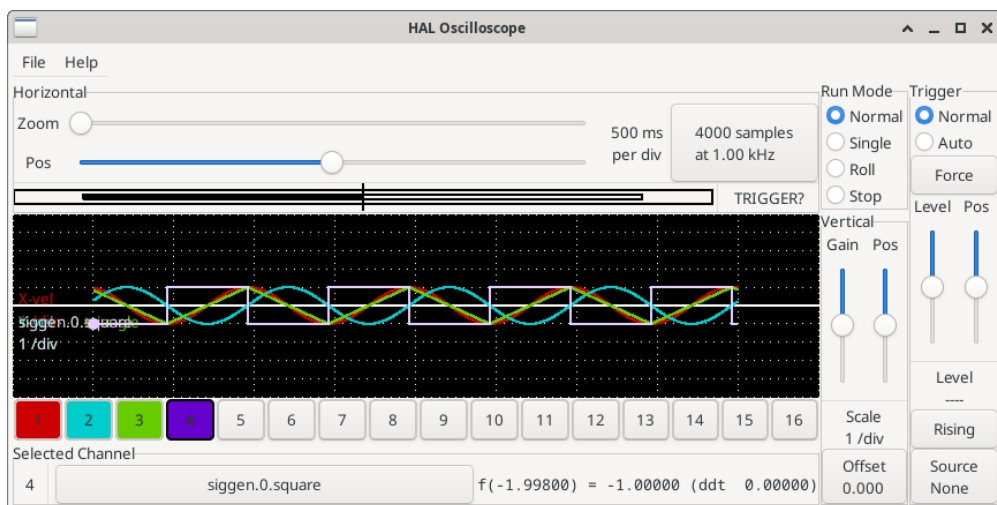 HAL Oscilloscope
File Help
Horizontal
Zoom
Pos
500 ms
per div
4000 samples
at 1.00 kHz
TRIGGER?
X-vel
siggen.0.square
1 /div
1 2 3 4 5 6 7 8 9 10 11 12 13 14 15 16
Selected Channel
4 siggen.0.square f(-1.99800) = -1.00000 (ddt 0.00000)
Run Mode
Normal
Single
Roll
Stop
Vertical
Gain Pos
Scale
1 /div
Offset
0.000
Trigger
Normal
Auto
Force
Level Pos
Level
----
Rising
Source
None